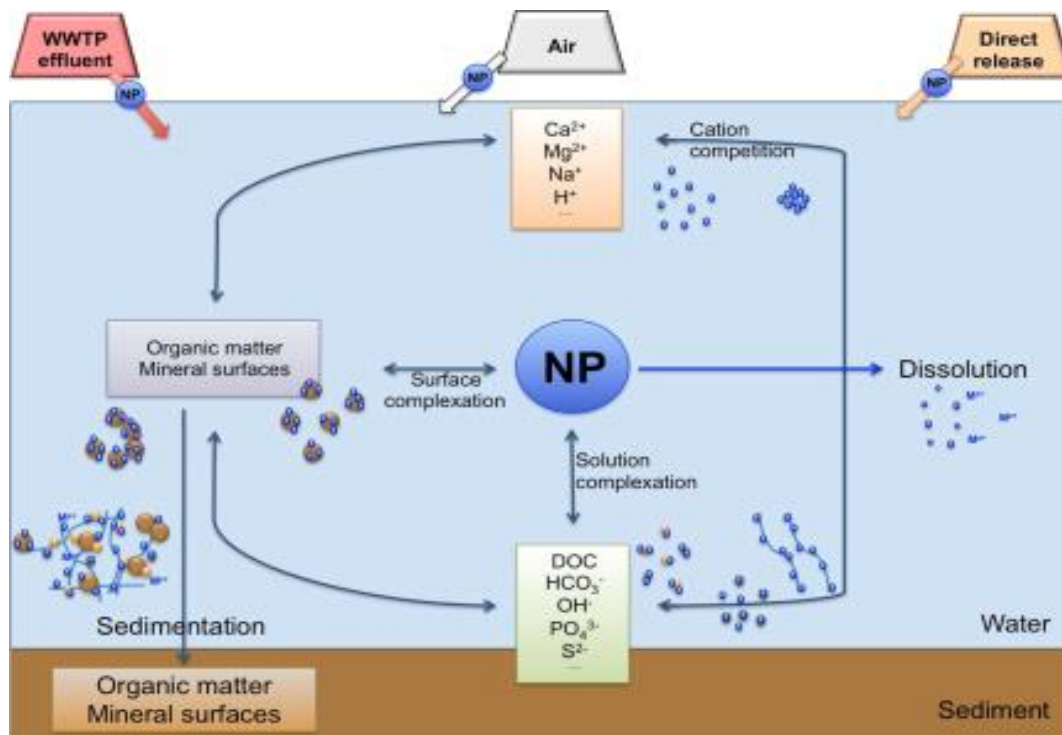 WWTP
effluent
NP
Air
NP
Direct
release
NP
Ca²⁺
Mg²⁺
Na⁺
H⁺
...
Cation
competition
Organic matter
Mineral surfaces
Surface
complexation
NP
Dissolution
Solution
complexation
DOC
HCO₃⁻
OH⁻
PO₄³⁻
S²⁻
...
Sedimentation
Water
Organic matter
Mineral surfaces
Sediment